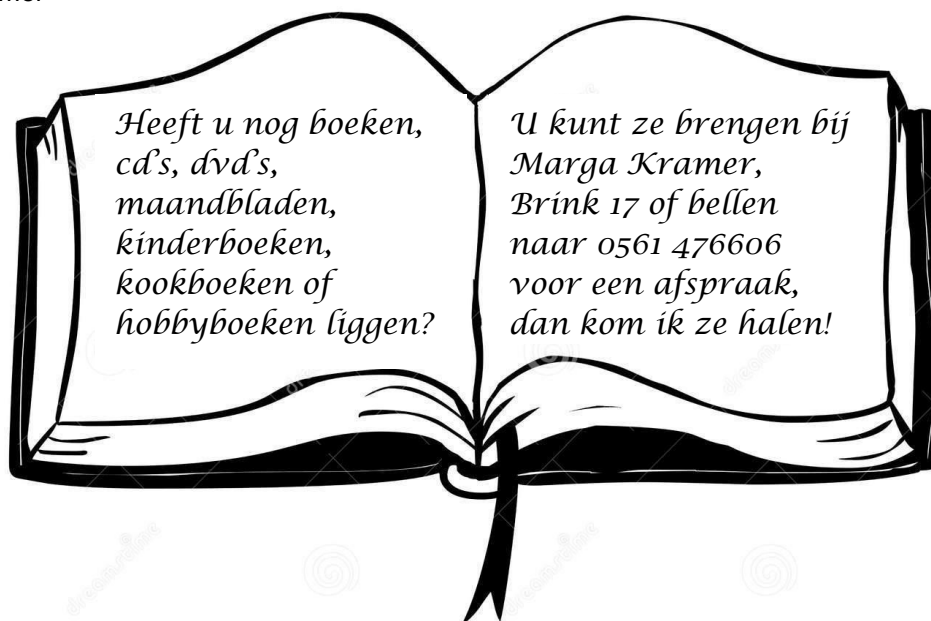 Heeft u nog boeken,
cd's, dvd's,
maandbladen,
kinderboeken,
kookboeken of
hobbyboeken liggen?
U kunt ze brengen bij
Marga Kramer,
Brink 17 of bellen
naar 0561 476606
voor een afspraak,
dan kom ik ze halen!